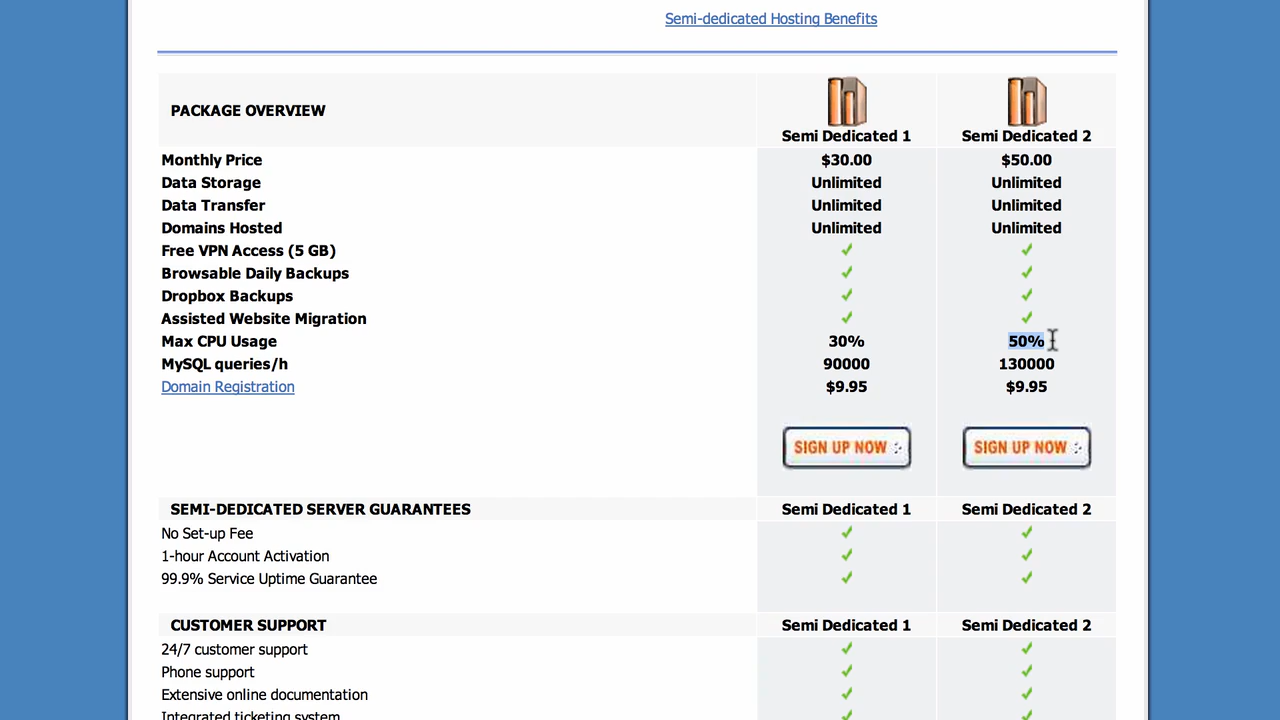 Semi-dedicated Hosting Benefits
PACKAGE OVERVIEW
Semi Dedicated 1 Semi Dedicated 2
Monthly Price $30.00 $50.00
Data Storage Unlimited Unlimited
Data Transfer Unlimited Unlimited
Domains Hosted Unlimited Unlimited
Free VPN Access (5 GB)
Browsable Daily Backups
Dropbox Backups
Assisted Website Migration
Max CPU Usage 30% 50%
MySQL queries/h 90000 130000
Domain Registration $9.95 $9.95
SIGN UP NOW SIGN UP NOW
SEMI-DEDICATED SERVER GUARANTEES Semi Dedicated 1 Semi Dedicated 2
No Set-up Fee
1-hour Account Activation
99.9% Service Uptime Guarantee
CUSTOMER SUPPORT Semi Dedicated 1 Semi Dedicated 2
24/7 customer support
Phone support
Extensive online documentation
Integrated ticketing system